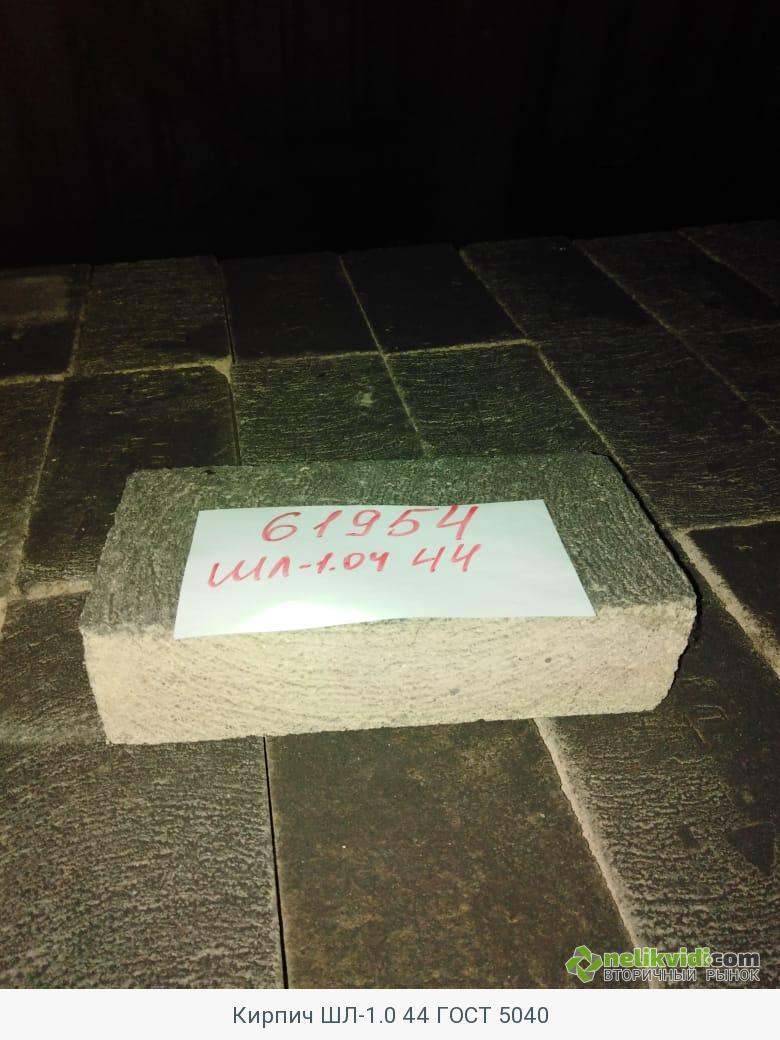 61954
ШЛ-1.04 44
nelikvidi.com
ВТОРИЧНЫЙ РЫНОК
Кирпич ШЛ-1.0 44 ГОСТ 5040